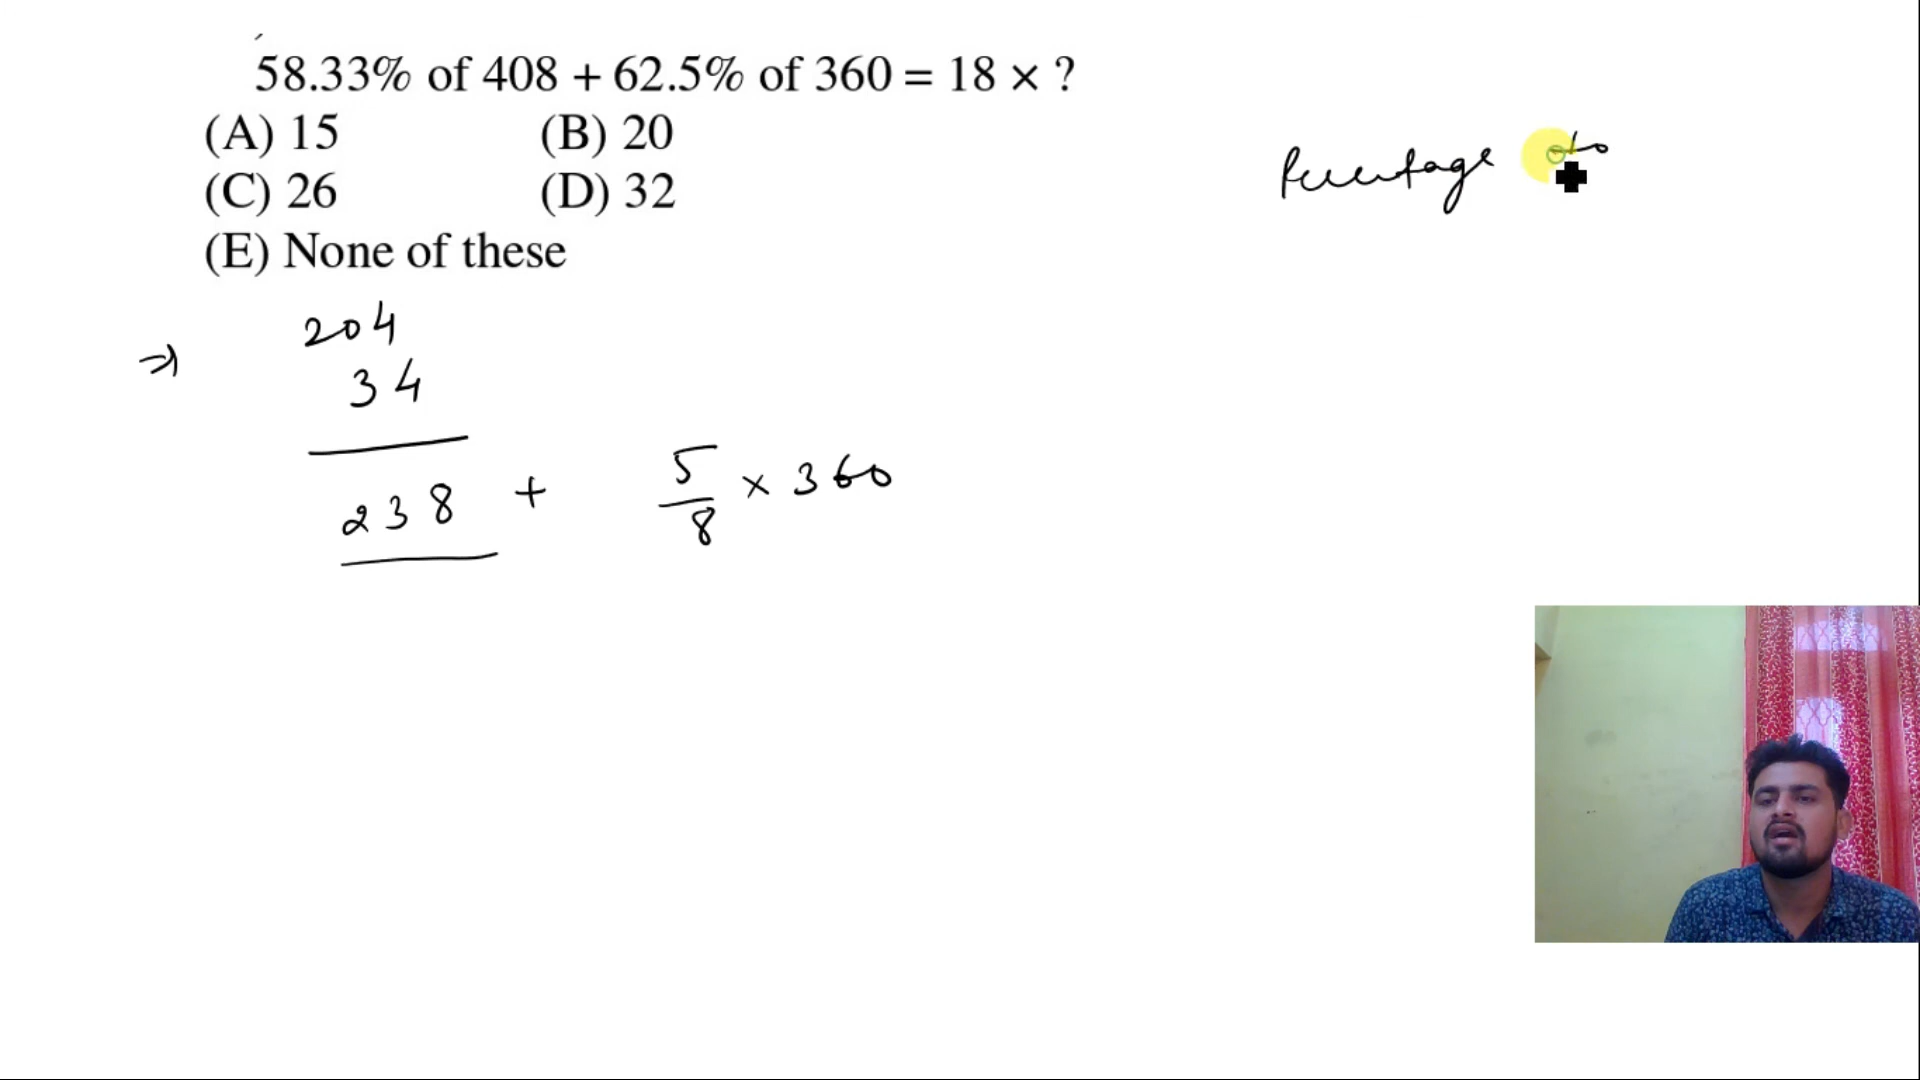 58.33% of 408 + 62.5% of 360 = 18 × ?
(A) 15 (B) 20
(C) 26 (D) 32
(E) None of these
Percentage to
⇒ 204
34
238 + 5/8 × 360